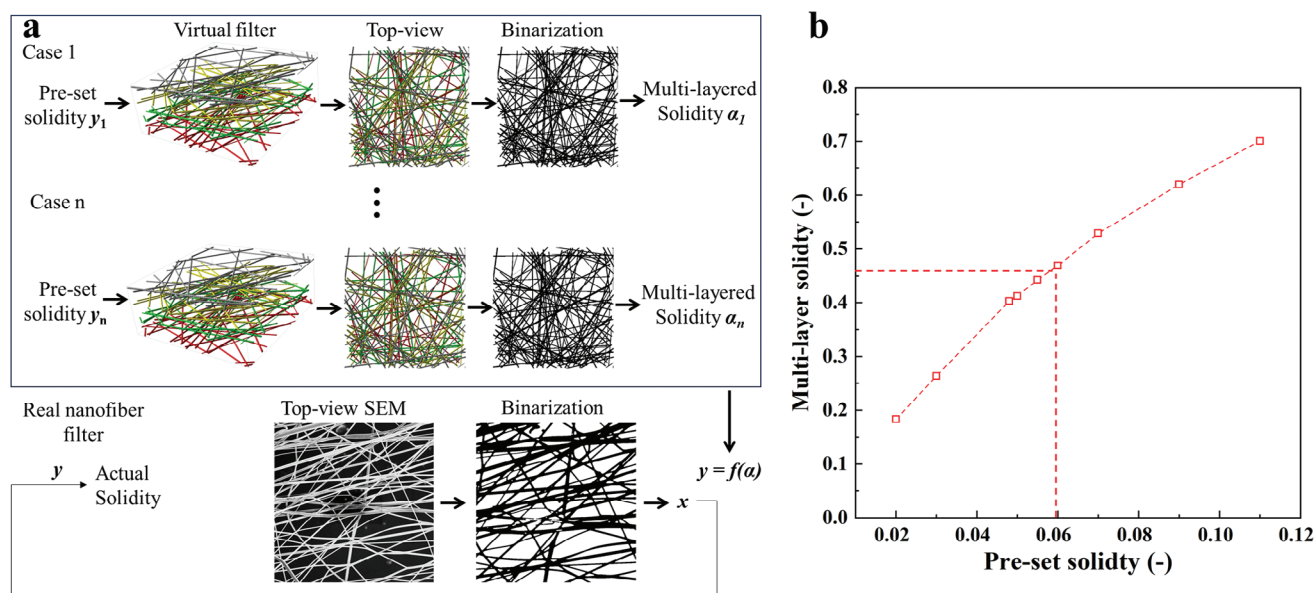 a
Virtual filter
Top-view
Binarization
Case 1
Pre-set
solidity y1
Multi-layered
Solidity α1
Case n
Pre-set
solidity yn
Multi-layered
Solidity αn
Real nanofiber
filter
Top-view SEM
Binarization
y
Actual
Solidity
x
y = f(α)
b
Multi-layer solidty (-)
0.8
0.7
0.6
0.5
0.4
0.3
0.2
0.1
0.0
0.02 0.04 0.06 0.08 0.10 0.12
Pre-set solidty (-)